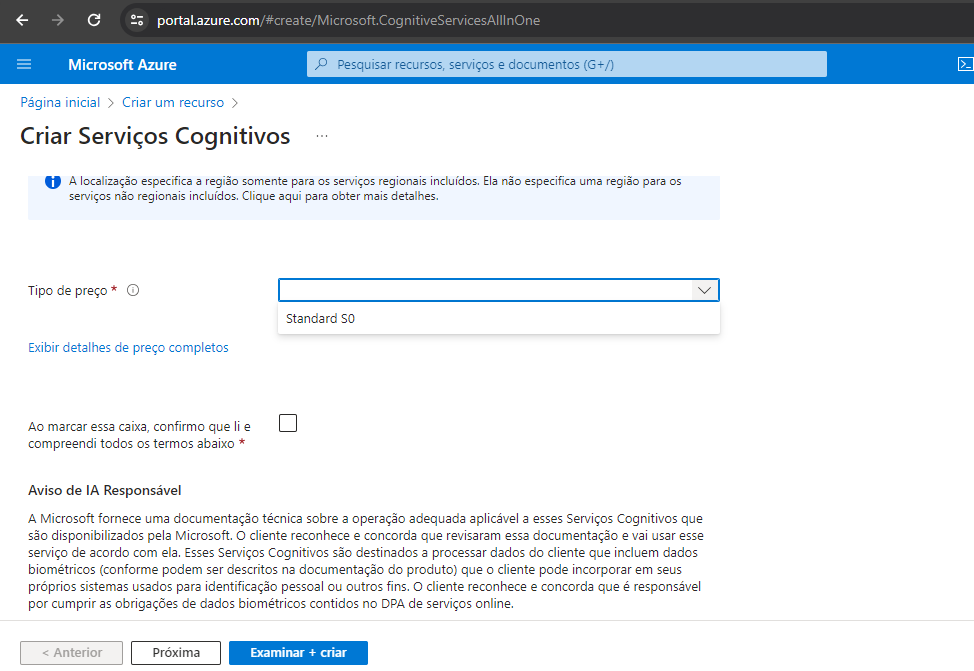 portal.azure.com/#create/Microsoft.CognitiveServicesAllInOne
Microsoft Azure
Pesquisar recursos, serviços e documentos (G+/)
Página inicial > Criar um recurso >
Criar Serviços Cognitivos ...
A localização especifica a região somente para os serviços regionais incluídos. Ela não especifica uma região para os
serviços não regionais incluídos. Clique aqui para obter mais detalhes.
Tipo de preço *
Standard S0
Exibir detalhes de preço completos
Ao marcar essa caixa, confirmo que li e
compreendi todos os termos abaixo *
Aviso de IA Responsável
A Microsoft fornece uma documentação técnica sobre a operação adequada aplicável a esses Serviços Cognitivos que
são disponibilizados pela Microsoft. O cliente reconhece e concorda que revisaram essa documentação e vai usar esse
serviço de acordo com ela. Esses Serviços Cognitivos são destinados a processar dados do cliente que incluem dados
biométricos (conforme podem ser descritos na documentação do produto) que o cliente pode incorporar em seus
próprios sistemas usados para identificação pessoal ou outros fins. O cliente reconhece e concorda que é responsável
por cumprir as obrigações de dados biométricos contidos no DPA de serviços online.
< Anterior
Próxima
Examinar + criar